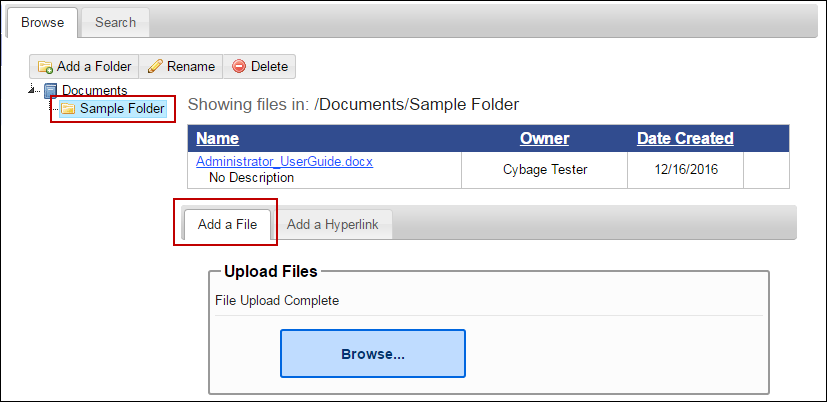 Browse Search
Add a Folder Rename Delete
Documents
Sample Folder
Showing files in: /Documents/Sample Folder
Name Owner Date Created
Administrator_UserGuide.docx
No Description
Cybage Tester 12/16/2016
Add a File Add a Hyperlink
Upload Files
File Upload Complete
Browse...